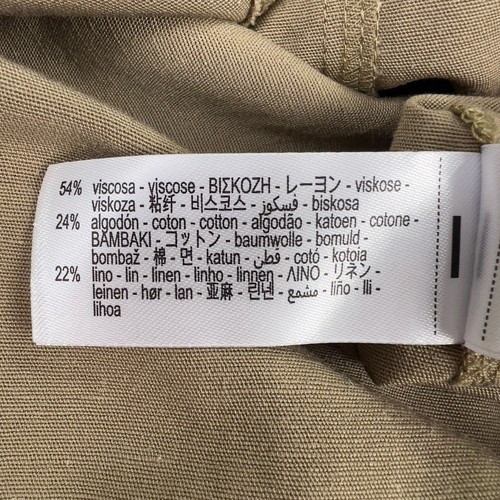 54% viscosa - viscose - ΒΙΣΚΟΖΗ - レーヨン - viskose -
viskoza - 粘纤 - 비스코스 - فسكوز - biskosa
24% algodón - coton - cotton - algodão - katoen - cotone -
BAMBAKI - コットン - baumwolle - bomuld -
bombaž - 棉 - 면 - katun - قطن - cotó - kotoia
22% lino - lin - linen - linho - linnen - ΛΙΝΟ - リネン -
leinen - hør - lan - 亚麻 - 린넨 - مشمع - liño - lli -
lihoa